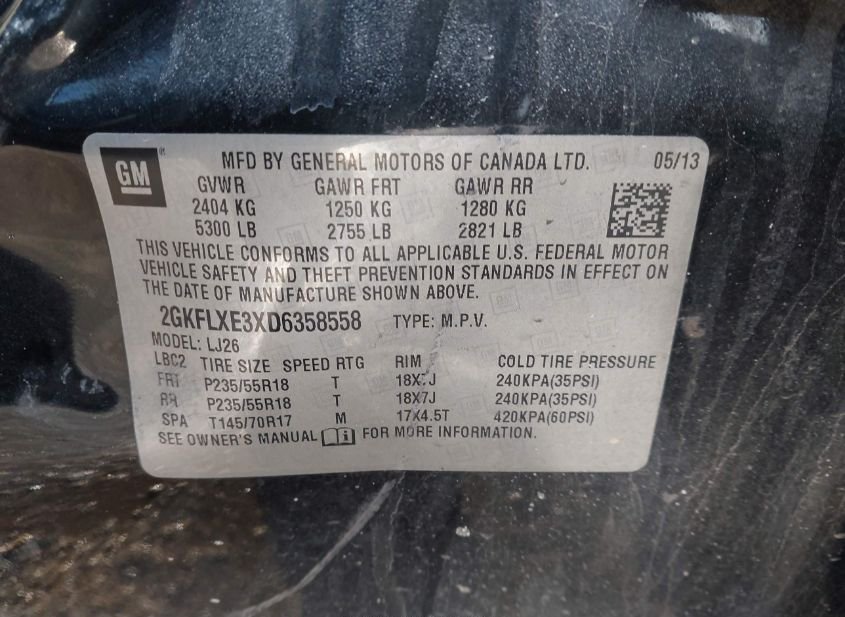 GM
MFD BY GENERAL MOTORS OF CANADA LTD. 05/13
GVWR GAWR FRT GAWR RR
2404 KG 1250 KG 1280 KG
5300 LB 2755 LB 2821 LB
THIS VEHICLE CONFORMS TO ALL APPLICABLE U.S. FEDERAL MOTOR
VEHICLE SAFETY AND THEFT PREVENTION STANDARDS IN EFFECT ON
THE DATE OF MANUFACTURE SHOWN ABOVE.
2GKFLXE3XD6358558 TYPE: M.P.V.
MODEL: LJ26
LBC2 TIRE SIZE SPEED RTG RIM COLD TIRE PRESSURE
FRT P235/55R18 T 18X7J 240KPA(35PSI)
RR P235/55R18 T 18X7J 240KPA(35PSI)
SPA T145/70R17 M 17X4.5T 420KPA(60PSI)
SEE OWNER'S MANUAL FOR MORE INFORMATION.